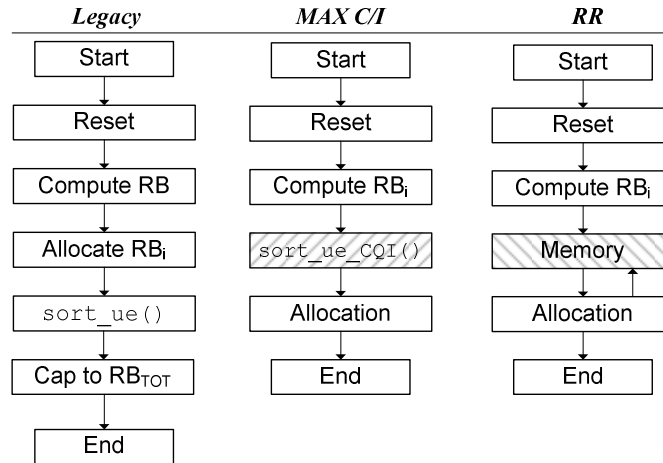 Legacy
MAX C/I
RR
Start
Reset
Compute RB
Allocate RBi
sort_ue()
Cap to RBTOT
End
Start
Reset
Compute RBi
sort_ue_CQI()
Allocation
End
Start
Reset
Compute RBi
Memory
Allocation
End